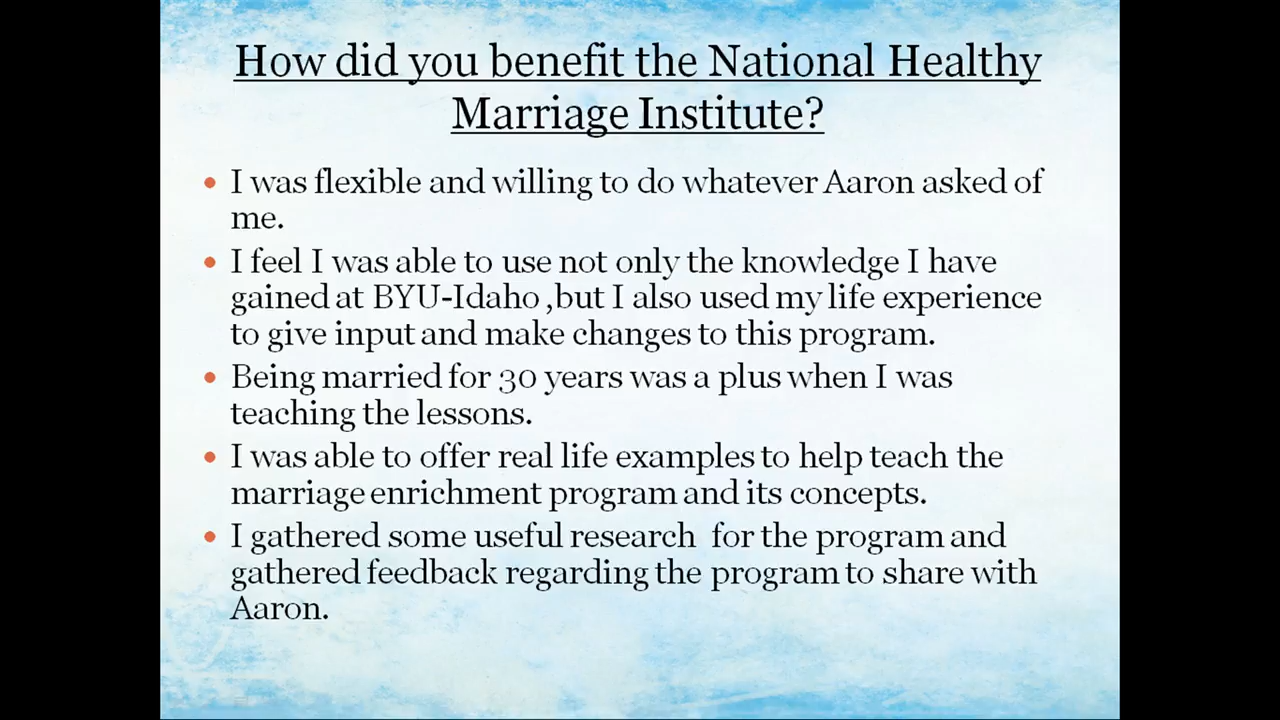 How did you benefit the National Healthy
Marriage Institute?
• I was flexible and willing to do whatever Aaron asked of
me.
• I feel I was able to use not only the knowledge I have
gained at BYU-Idaho ,but I also used my life experience
to give input and make changes to this program.
• Being married for 30 years was a plus when I was
teaching the lessons.
• I was able to offer real life examples to help teach the
marriage enrichment program and its concepts.
• I gathered some useful research  for the program and
gathered feedback regarding the program to share with
Aaron.